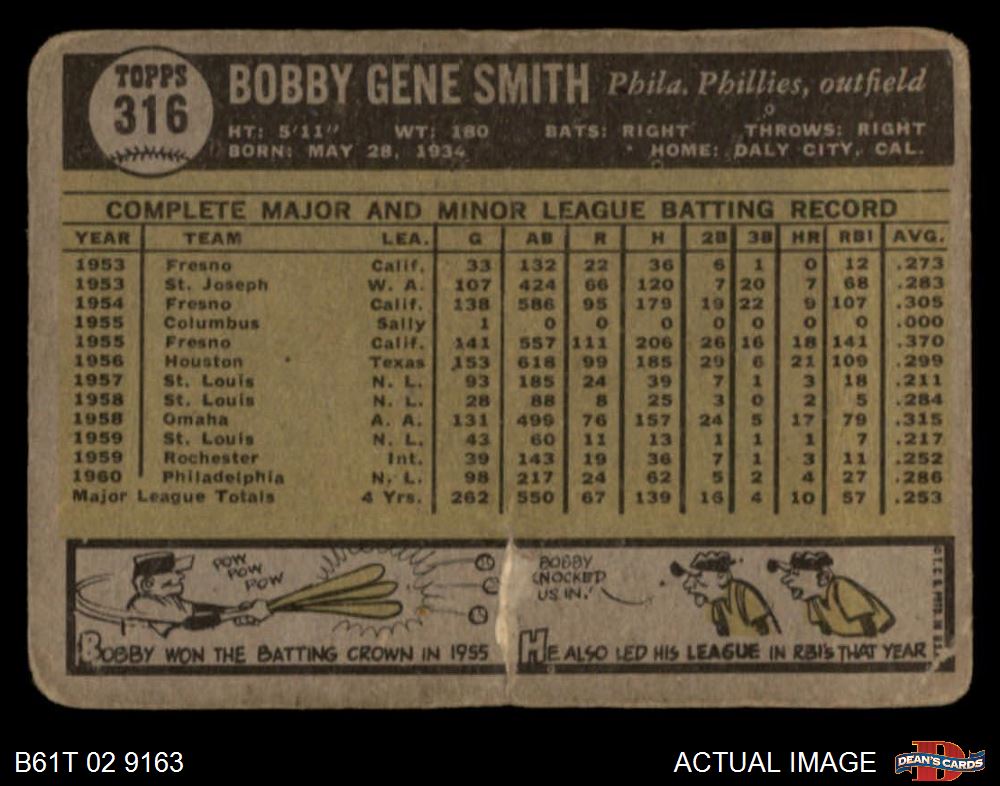 TOPPS
316
BOBBY GENE SMITH Phila. Phillies, outfield
HT: 5'11" WT: 180 BATS: RIGHT THROWS: RIGHT
BORN: MAY 28, 1934 HOME: DALY CITY, CAL.
COMPLETE MAJOR AND MINOR LEAGUE BATTING RECORD
YEAR TEAM LEA. G AB R H 2B 3B HR RBI AVG.
1953 Fresno Calif. 33 132 22 36 6 1 0 12 .273
1953 St. Joseph W. A. 107 424 66 120 7 20 7 68 .283
1954 Fresno Calif. 138 586 95 179 19 22 9 107 .305
1955 Columbus Sally 1 0 0 0 0 0 0 0 .000
1955 Fresno Calif. 141 557 111 206 26 16 18 141 .370
1956 Houston Texas 153 618 99 185 29 6 21 109 .299
1957 St. Louis N. L. 93 185 24 39 7 1 3 18 .211
1958 St. Louis N. L. 28 88 8 25 3 0 2 5 .284
1958 Omaha A. A. 131 499 76 157 24 5 17 79 .315
1959 St. Louis N. L. 43 60 11 13 1 1 1 7 .217
1959 Rochester Int. 39 143 19 36 7 1 3 11 .252
1960 Philadelphia N. L. 98 217 24 62 5 2 4 27 .286
Major League Totals 4 Yrs. 262 550 67 139 16 4 10 57 .253
POW
POW
POW
BOBBY WON THE BATTING CROWN IN 1955
BOBBY
KNOCKED
US IN!
HE ALSO LED HIS LEAGUE IN RBI'S THAT YEAR
B61T 02 9163
ACTUAL IMAGE
DEAN'S CARDS